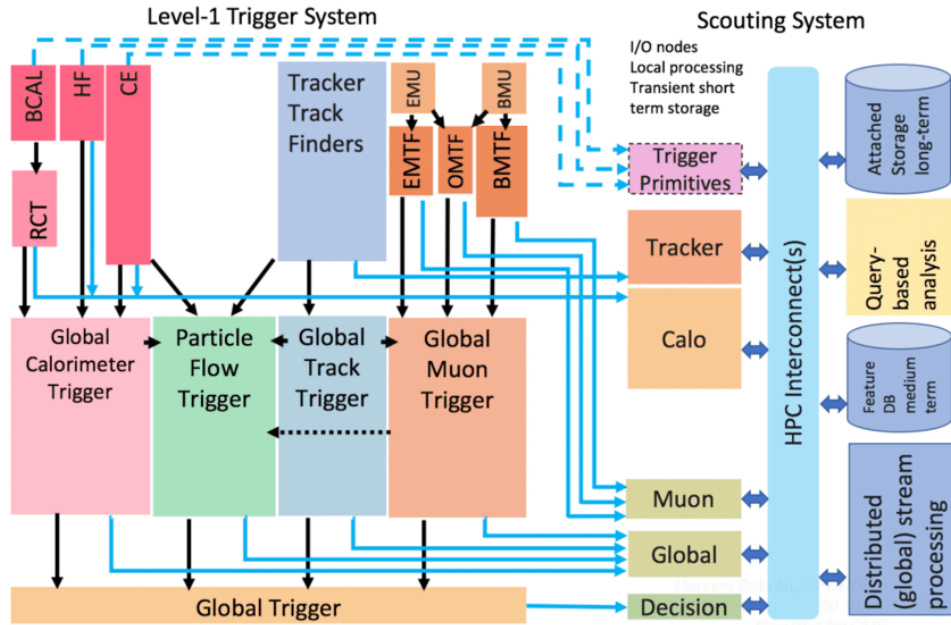 Level-1 Trigger System
Scouting System
I/O nodes
Local processing
Transient short
term storage
BCAL
HF
CE
Tracker
Track
Finders
EMU
BMU
EMTF
OMTF
BMTF
RCT
Trigger
Primitives
Tracker
Calo
Muon
Global
Decision
HPC Interconnect(s)
Attached
Storage
long-term
Query-
based
analysis
Feature
DB
medium
term
Distributed
(global) stream
processing
Global
Calorimeter
Trigger
Particle
Flow
Trigger
Global
Track
Trigger
Global
Muon
Trigger
Global Trigger